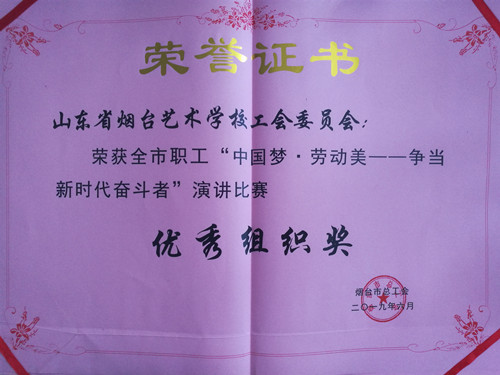 荣誉证书
山东省烟台艺术学校工会委员会：
荣获全市职工“中国梦·劳动美——争当
新时代奋斗者”演讲比赛
优秀组织奖
烟台市总工会
二〇一九年六月